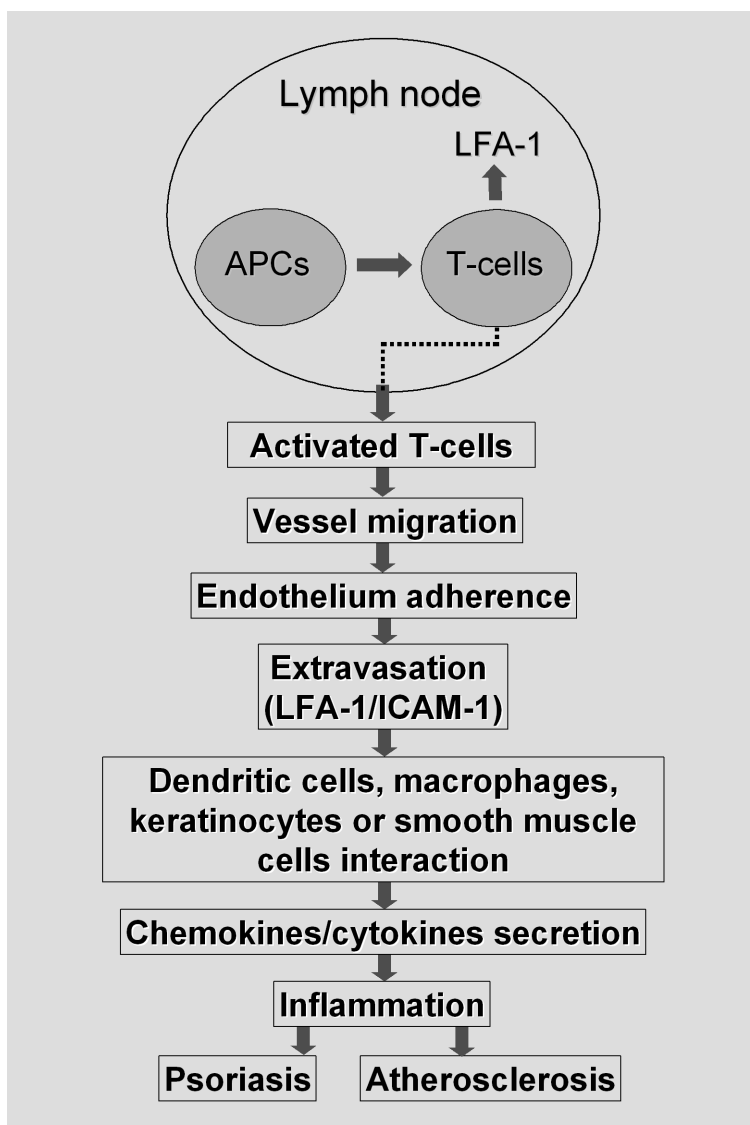 Lymph node
LFA-1
APCs
T-cells
Activated T-cells
Vessel migration
Endothelium adherence
Extravasation
(LFA-1/ICAM-1)
Dendritic cells, macrophages,
keratinocytes or smooth muscle
cells interaction
Chemokines/cytokines secretion
Inflammation
Psoriasis
Atherosclerosis